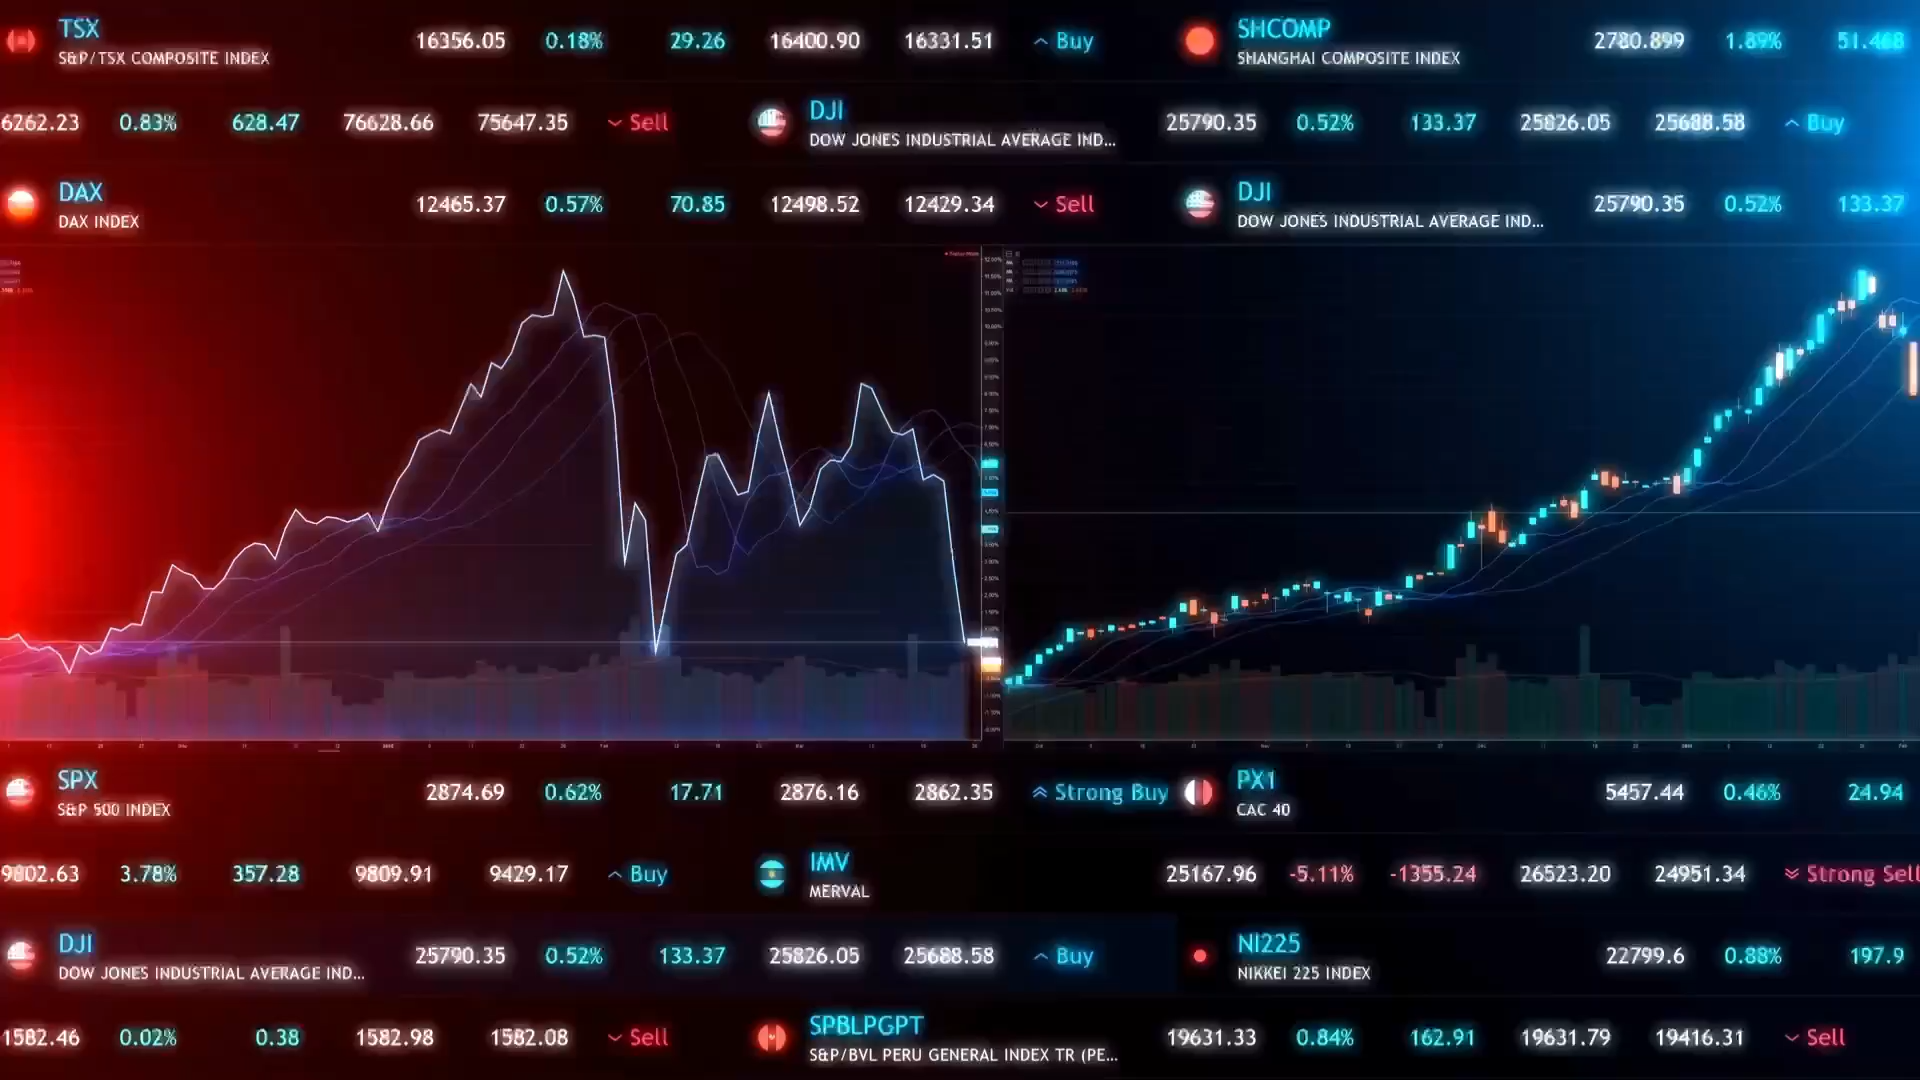 TSX 16356.05 0.18% 29.26 16400.90 16331.51 Buy SHCOMP 2780.899 1.89% 51.468
S&P/TSX COMPOSITE INDEX SHANGHAI COMPOSITE INDEX
6262.23 0.83% 628.47 76628.66 75647.35 Sell DJI 25790.35 0.52% 133.37 25826.05 25688.58 Buy
DOW JONES INDUSTRIAL AVERAGE IND...
DAX 12465.37 0.57% 70.85 12498.52 12429.34 Sell DJI 25790.35 0.52% 133.37
DAX INDEX DOW JONES INDUSTRIAL AVERAGE IND...
SPX 2874.69 0.62% 17.71 2876.16 2862.35 Strong Buy PX1 5457.44 0.46% 24.94
S&P 500 INDEX CAC 40
9802.63 3.78% 357.28 9809.91 9429.17 Buy IMV 25167.96 -5.11% -1355.24 26523.20 24951.34 Strong Sell
MERVAL
DJI 25790.35 0.52% 133.37 25826.05 25688.58 Buy NI225 22799.6 0.88% 197.9
DOW JONES INDUSTRIAL AVERAGE IND... NIKKEI 225 INDEX
1582.46 0.02% 0.38 1582.98 1582.08 Sell SPBLPGPT 19631.33 0.84% 162.91 19631.79 19416.31 Sell
S&P/BVL PERU GENERAL INDEX TR (PE...